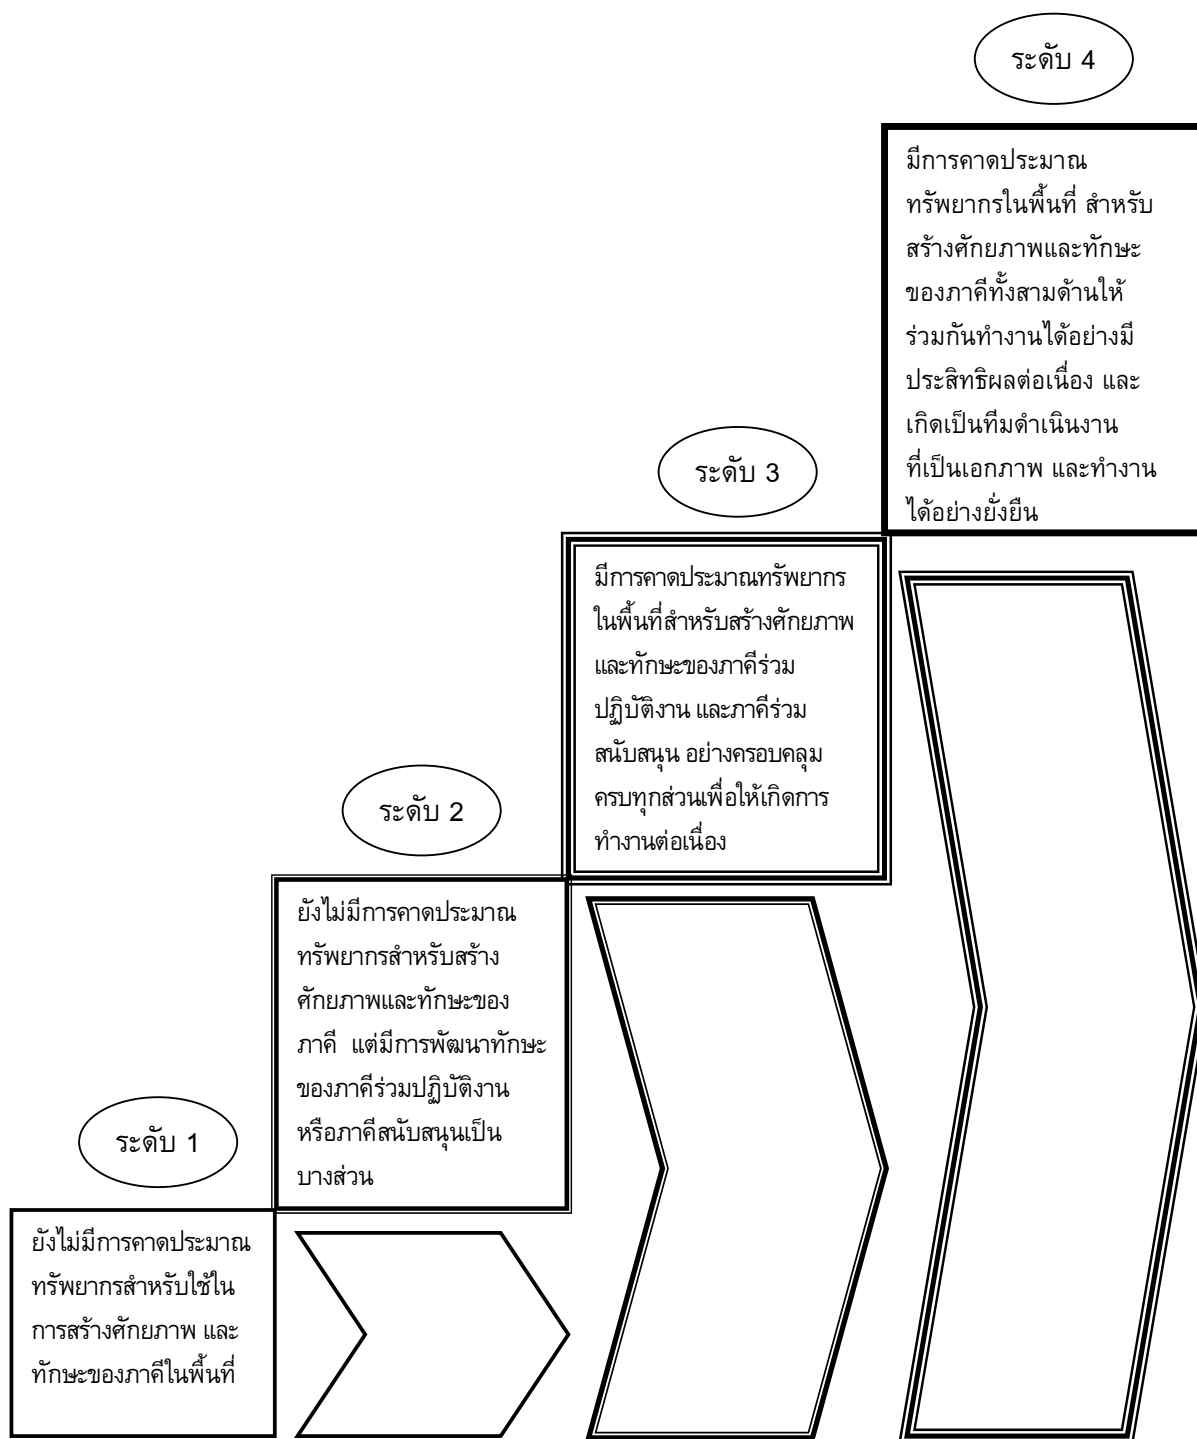 ระดับ 4
มีการคาดประมาณ
ทรัพยากรในพื้นที่ สำหรับ
สร้างศักยภาพและทักษะ
ของภาคีทั้งสามด้านให้
ร่วมกันทำงานได้อย่างมี
ประสิทธิผลต่อเนื่อง และ
เกิดเป็นทีมดำเนินงาน
ที่เป็นเอกภาพ และทำงาน
ได้อย่างยั่งยืน
ระดับ 3
มีการคาดประมาณทรัพยากร
ในพื้นที่สำหรับสร้างศักยภาพ
และทักษะของภาคีร่วม
ปฏิบัติงาน และภาคีร่วม
สนับสนุน อย่างครอบคลุม
ครบทุกส่วนเพื่อให้เกิดการ
ทำงานต่อเนื่อง
ระดับ 2
ยังไม่มีการคาดประมาณ
ทรัพยากรสำหรับสร้าง
ศักยภาพและทักษะของ
ภาคี แต่มีการพัฒนาทักษะ
ของภาคีร่วมปฏิบัติงาน
หรือภาคีสนับสนุนเป็น
บางส่วน
ระดับ 1
ยังไม่มีการคาดประมาณ
ทรัพยากรสำหรับใช้ใน
การสร้างศักยภาพ และ
ทักษะของภาคีในพื้นที่